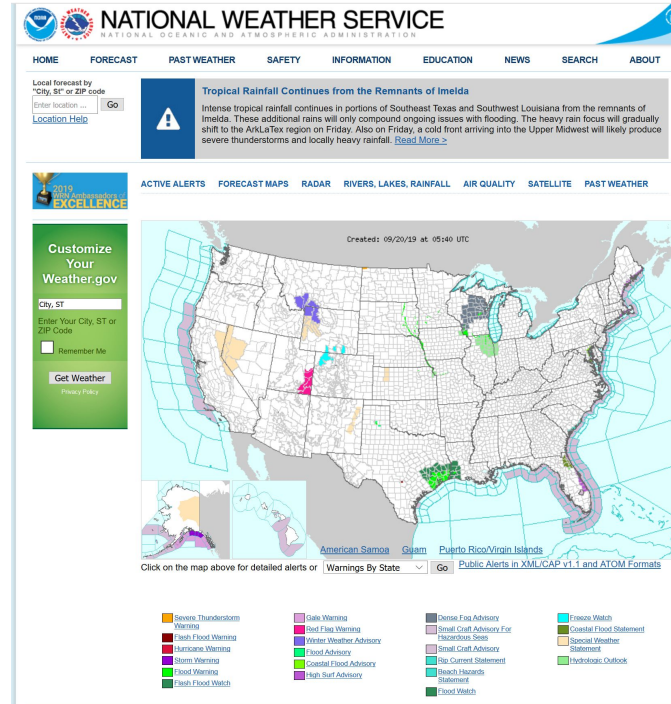 NATIONAL WEATHER SERVICE
NATIONAL OCEANIC AND ATMOSPHERIC ADMINISTRATION
HOME FORECAST PAST WEATHER SAFETY INFORMATION EDUCATION NEWS SEARCH ABOUT
Local forecast by
"City, St" or ZIP code
Enter location ... Go
Location Help
Tropical Rainfall Continues from the Remnants of Imelda
Intense tropical rainfall continues in portions of Southeast Texas and Southwest Louisiana from the remnants of
Imelda. These additional rains will only compound ongoing issues with flooding. The heavy rain focus will gradually
shift to the ArkLaTex region on Friday. Also on Friday, a cold front arriving into the Upper Midwest will likely produce
severe thunderstorms and locally heavy rainfall. Read More >
2019
WRN Ambassadors of
EXCELLENCE
ACTIVE ALERTS FORECAST MAPS RADAR RIVERS, LAKES, RAINFALL AIR QUALITY SATELLITE PAST WEATHER
Customize
Your
Weather.gov
City, ST
Enter Your City, ST or
ZIP Code
Remember Me
Get Weather
Privacy Policy
Created: 09/20/19 at 05:40 UTC
American Samoa Guam Puerto Rico/Virgin Islands
Click on the map above for detailed alerts or Warnings By State Go Public Alerts in XML/CAP v1.1 and ATOM Formats
Severe Thunderstorm
Warning
Flash Flood Warning
Hurricane Warning
Storm Warning
Flood Warning
Flash Flood Watch
Gale Warning
Red Flag Warning
Winter Weather Advisory
Flood Advisory
Coastal Flood Advisory
High Surf Advisory
Dense Fog Advisory
Small Craft Advisory For
Hazardous Seas
Small Craft Advisory
Rip Current Statement
Beach Hazards
Statement
Flood Watch
Freeze Watch
Coastal Flood Statement
Special Weather
Statement
Hydrologic Outlook